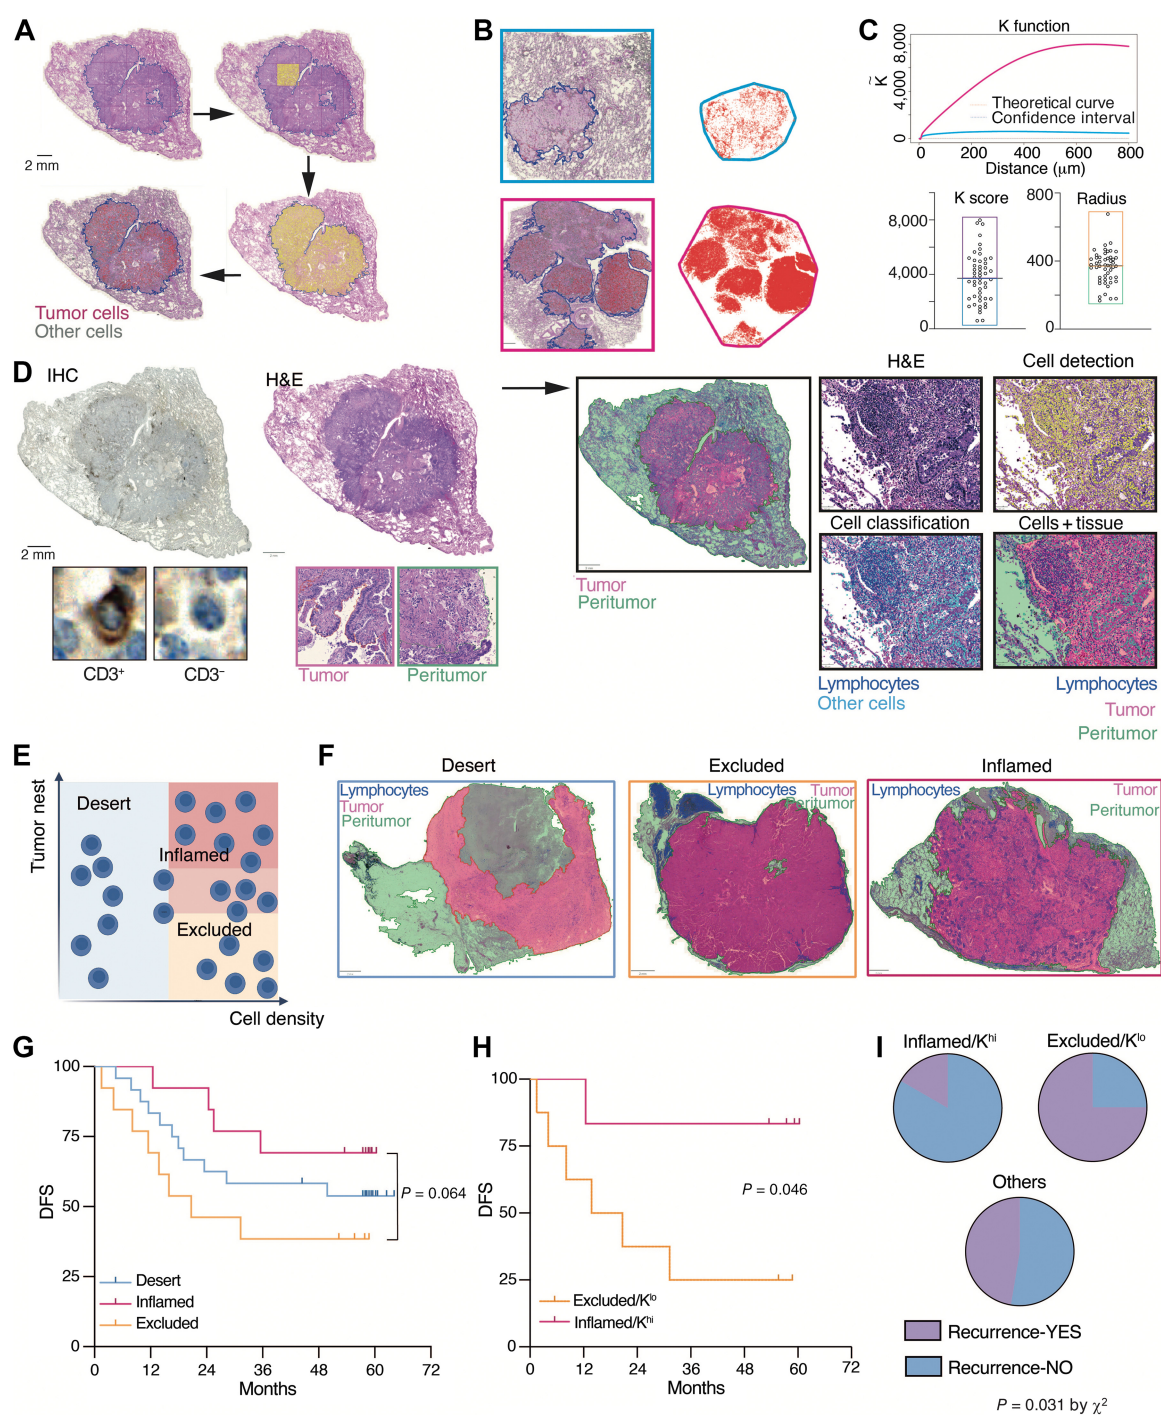 A
2 mm
Tumor cells
Other cells
B
C
K function
K̃
8,000
4,000
0
Theoretical curve
Confidence interval
0 200 400 600 800
Distance (μm)
K score
8,000
4,000
0
Radius
800
400
0
D
IHC
H&E
2 mm
CD3⁺
CD3⁻
Tumor
Peritumor
Tumor
Peritumor
H&E
Cell detection
Cell classification
Cells + tissue
Lymphocytes
Other cells
Lymphocytes
Tumor
Peritumor
E
Tumor nest
Desert
Inflamed
Excluded
Cell density
F
Desert
Lymphocytes
Tumor
Peritumor
Excluded
Lymphocytes
Tumor
Peritumor
Inflamed
Lymphocytes
Tumor
Peritumor
G
DFS
100
75
50
25
0
P = 0.064
Desert
Inflamed
Excluded
0 12 24 36 48 60 72
Months
H
DFS
100
75
50
25
0
P = 0.046
Excluded/Kˡᵒ
Inflamed/Kʰⁱ
0 12 24 36 48 60 72
Months
I
Inflamed/Kʰⁱ
Excluded/Kˡᵒ
Others
Recurrence-YES
Recurrence-NO
P = 0.031 by χ²